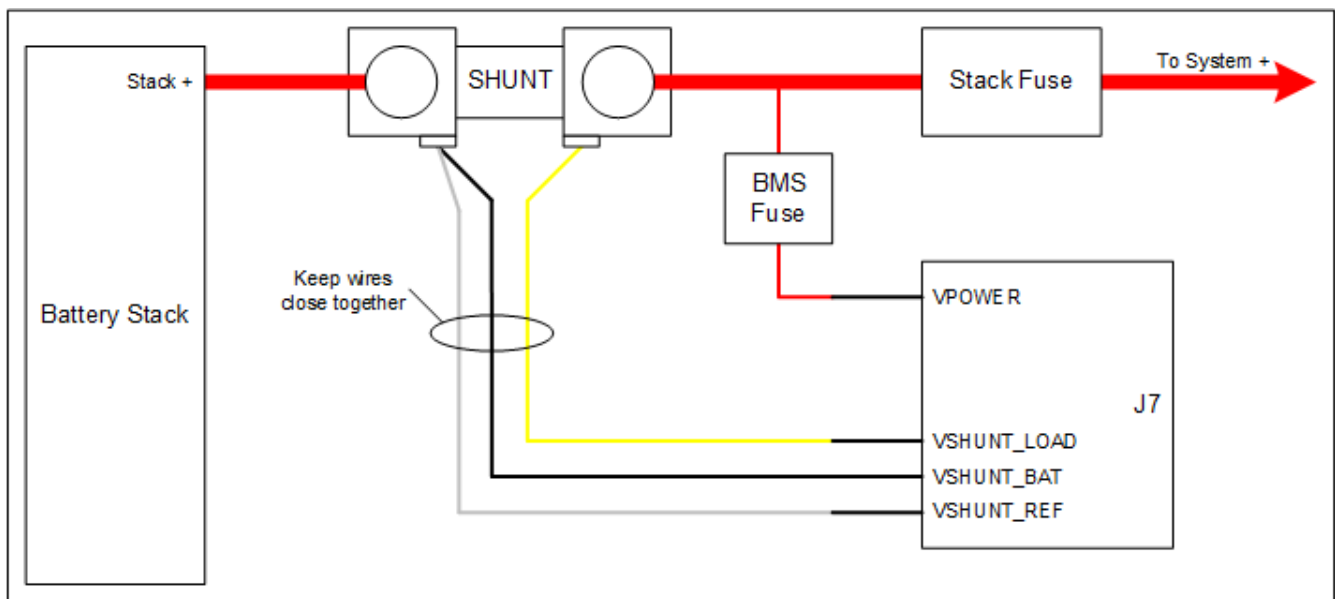 Stack +
SHUNT
Stack Fuse
To System +
BMS
Fuse
Keep wires
close together
Battery Stack
VPOWER
J7
VSHUNT_LOAD
VSHUNT_BAT
VSHUNT_REF